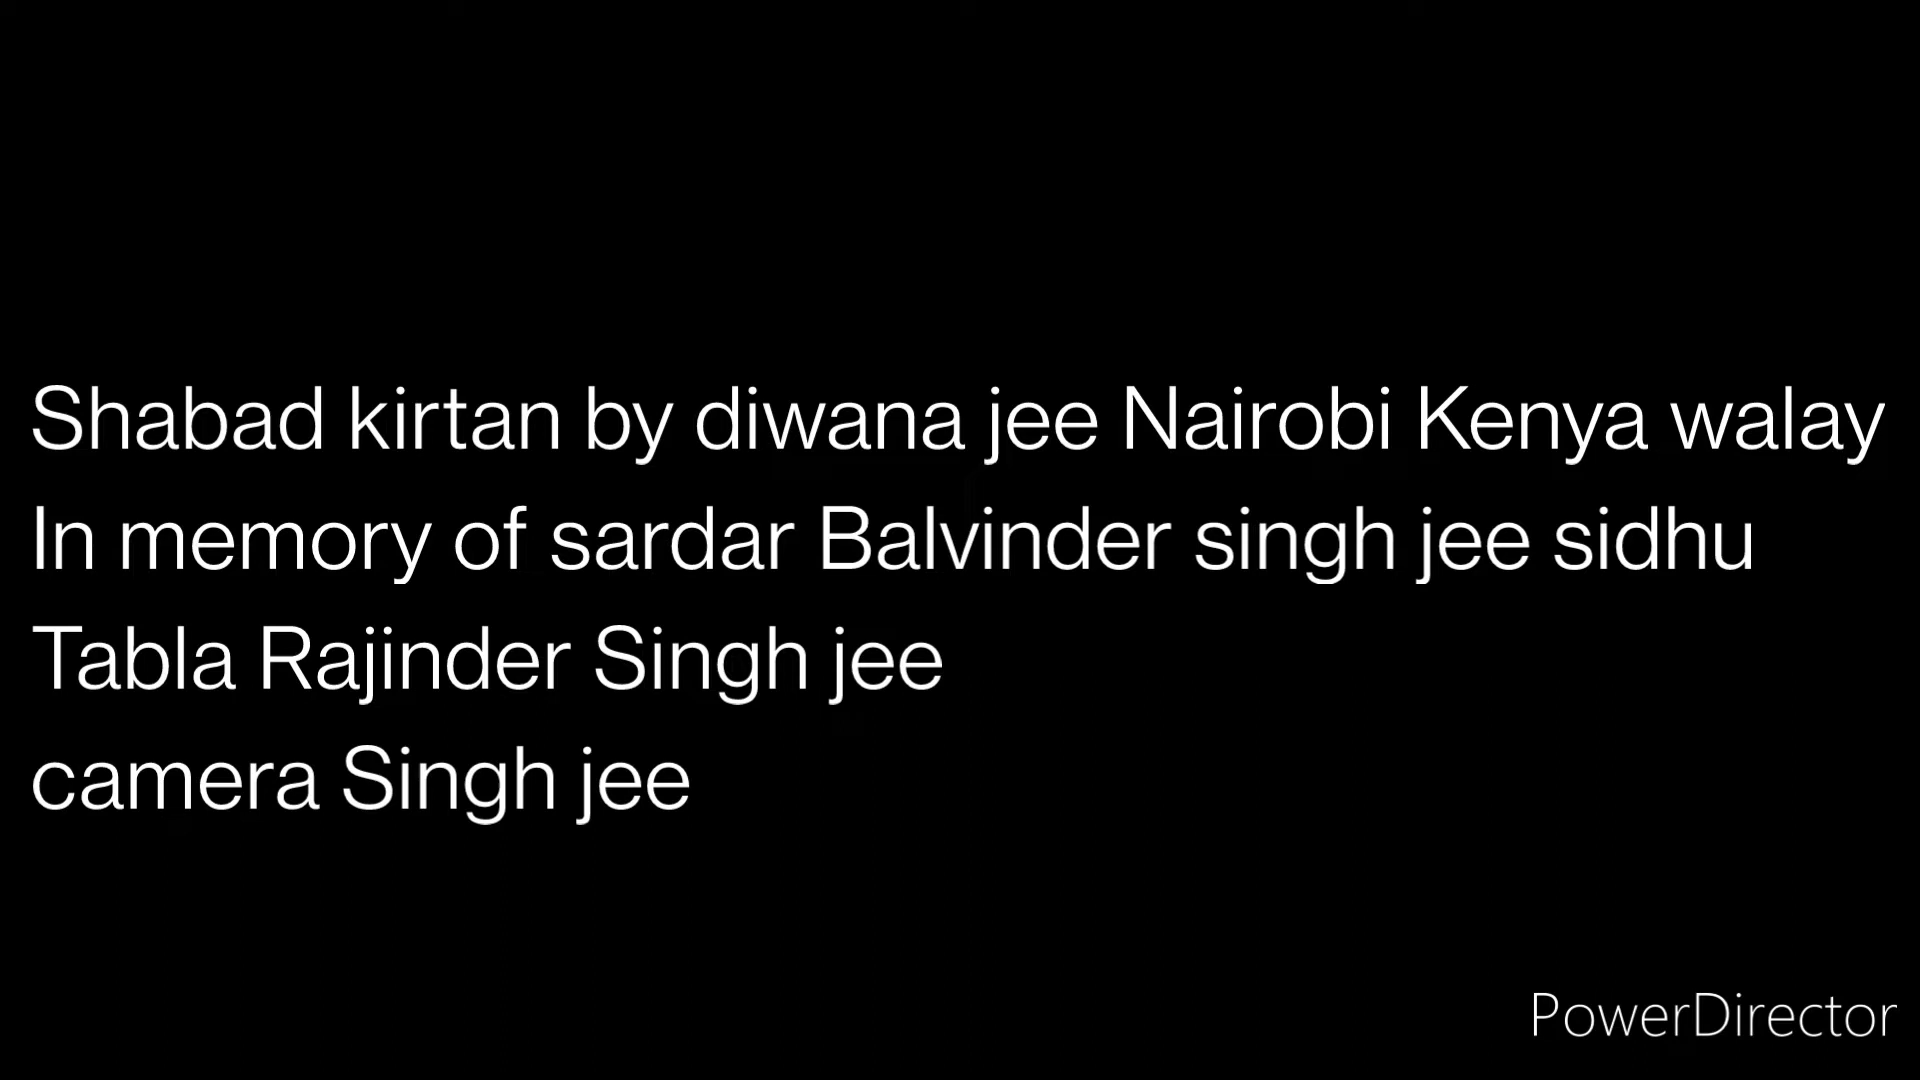 Shabad kirtan by diwana jee Nairobi Kenya walay
In memory of sardar Balvinder singh jee sidhu
Tabla Rajinder Singh jee
camera Singh jee
PowerDirector